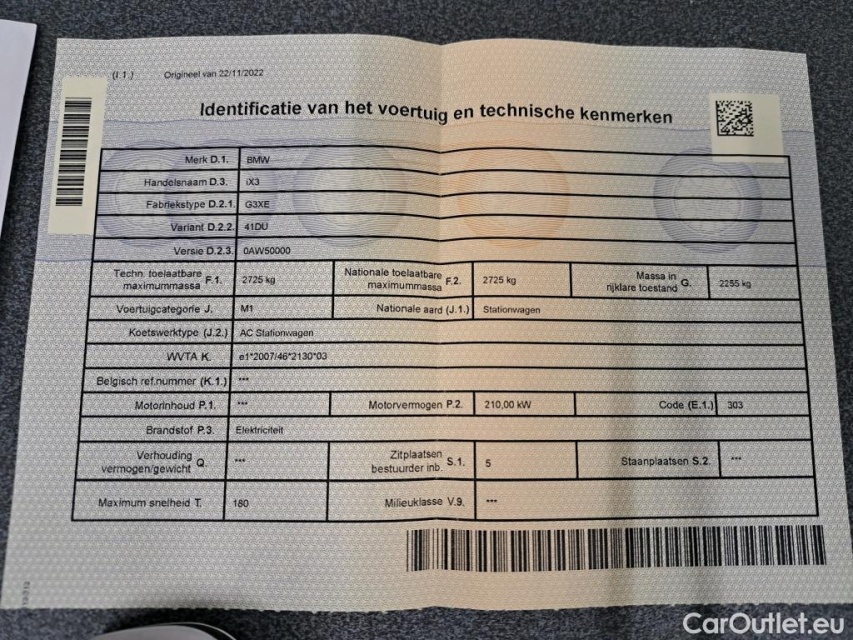 (I.1.) Origineel van 22/11/2022
Identificatie van het voertuig en technische kenmerken
Merk D.1. BMW
Handelsnaam D.3. iX3
Fabriekstype D.2.1. G3XE
Variant D.2.2. 41DU
Versie D.2.3. 0AW50000
Techn. toelaatbare maximummassa F.1. 2725 kg Nationale toelaatbare maximummassa F.2. 2725 kg Massa in rijklare toestand G. 2255 kg
Voertuigcategorie J. M1 Nationale aard (J.1.) Stationwagen
Koetswerktype (J.2.) AC Stationwagen
WVTA K. e1*2007/46*2130*03
Belgisch ref.nummer (K.1.) ***
Motorinhoud P.1. *** Motorvermogen P.2. 210,00 kW Code (E.1.) 303
Brandstof P.3. Elektriciteit
Verhouding vermogen/gewicht Q. *** Zitplaatsen bestuurder inb. S.1. 5 Staanplaatsen S.2. ***
Maximum snelheid T. 180 Milieuklasse V.9. ***
CarOutlet.eu